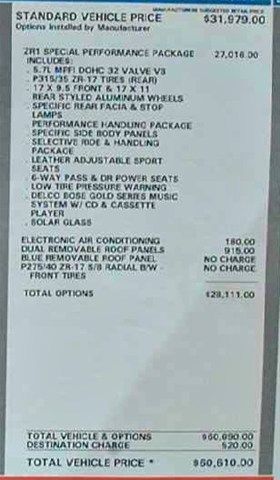 MANUFACTURER'S SUGGESTED RETAIL PRICE
STANDARD VEHICLE PRICE $31,979.00
Options Installed by Manufacturer
ZR1 SPECIAL PERFORMANCE PACKAGE 27,016.00
INCLUDES:
. 5.7L MPFI DOHC 32 VALVE V8
. P315/35 ZR-17 TIRES (REAR)
. 17 X 9.5 FRONT & 17 X 11
REAR STYLED ALUMINUM WHEELS
. SPECIFIC REAR FACIA & STOP
LAMPS
. PERFORMANCE HANDLING PACKAGE
. SPECIFIC SIDE BODY PANELS
. SELECTIVE RIDE & HANDLING
PACKAGE
. LEATHER ADJUSTABLE SPORT
SEATS
. 6-WAY PASS & DR POWER SEATS
. LOW TIRE PRESSURE WARNING
. DELCO BOSE GOLD SERIES MUSIC
SYSTEM W/ CD & CASSETTE
PLAYER
. SOLAR GLASS
ELECTRONIC AIR CONDITIONING 180.00
DUAL REMOVABLE ROOF PANELS 915.00
BLUE REMOVABLE ROOF PANEL NO CHARGE
P275/40 ZR-17 S/B RADIAL B/W - NO CHARGE
FRONT TIRES
TOTAL OPTIONS $28,111.00
TOTAL VEHICLE & OPTIONS $60,090.00
DESTINATION CHARGE 520.00
TOTAL VEHICLE PRICE * $60,610.00